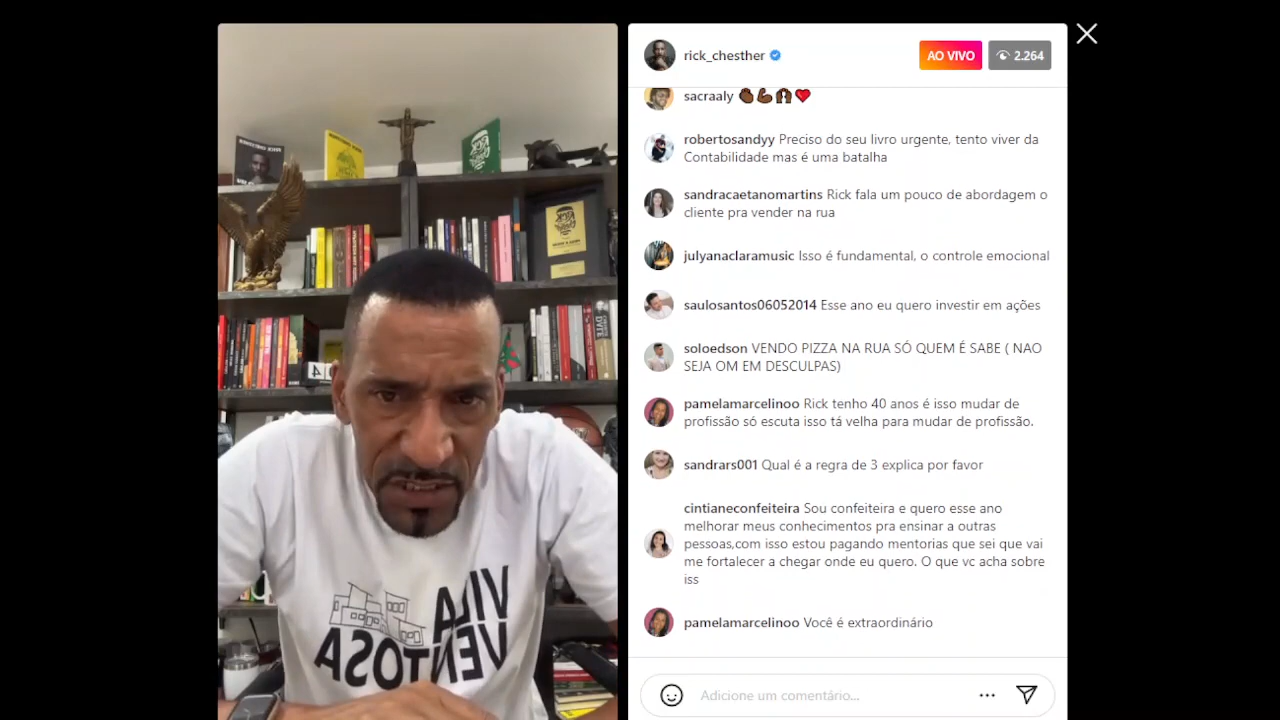 rick_chesther
AO VIVO
2.264
sacraaly
robertosandyy Preciso do seu livro urgente, tento viver da
Contabilidade mas é uma batalha
sandracaetanomartins Rick fala um pouco de abordagem o
cliente pra vender na rua
julyanaclaramusic Isso é fundamental, o controle emocional
saulosantos06052014 Esse ano eu quero investir em ações
soloedson VENDO PIZZA NA RUA SÓ QUEM É SABE ( NAO
SEJA OM EM DESCULPAS)
pamelamarcelinoo Rick tenho 40 anos é isso mudar de
profissão só escuta isso tá velha para mudar de profissão.
sandrars001 Qual é a regra de 3 explica por favor
cintianeconfeiteira Sou confeiteira e quero esse ano
melhorar meus conhecimentos pra ensinar a outras
pessoas,com isso estou pagando mentorias que sei que vai
me fortalecer a chegar onde eu quero. O que vc acha sobre
iss
pamelamarcelinoo Você é extraordinário
Adicione um comentário...
VILA
VENTOSA